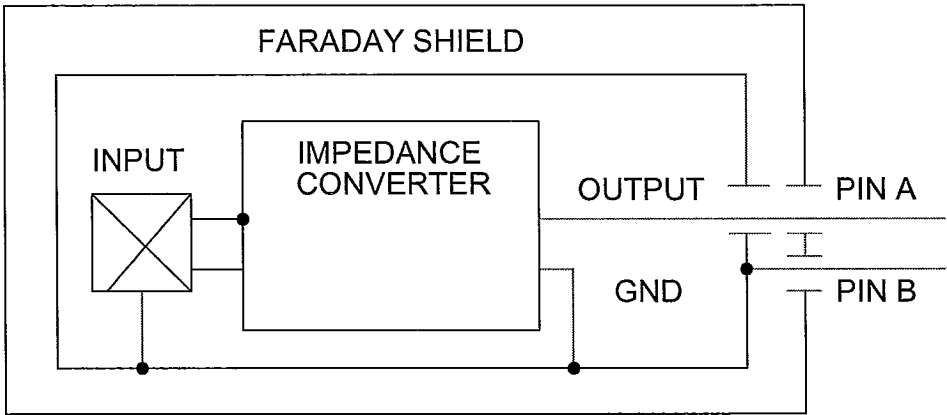 FARADAY SHIELD
INPUT
IMPEDANCE
CONVERTER
OUTPUT
PIN A
GND
PIN B